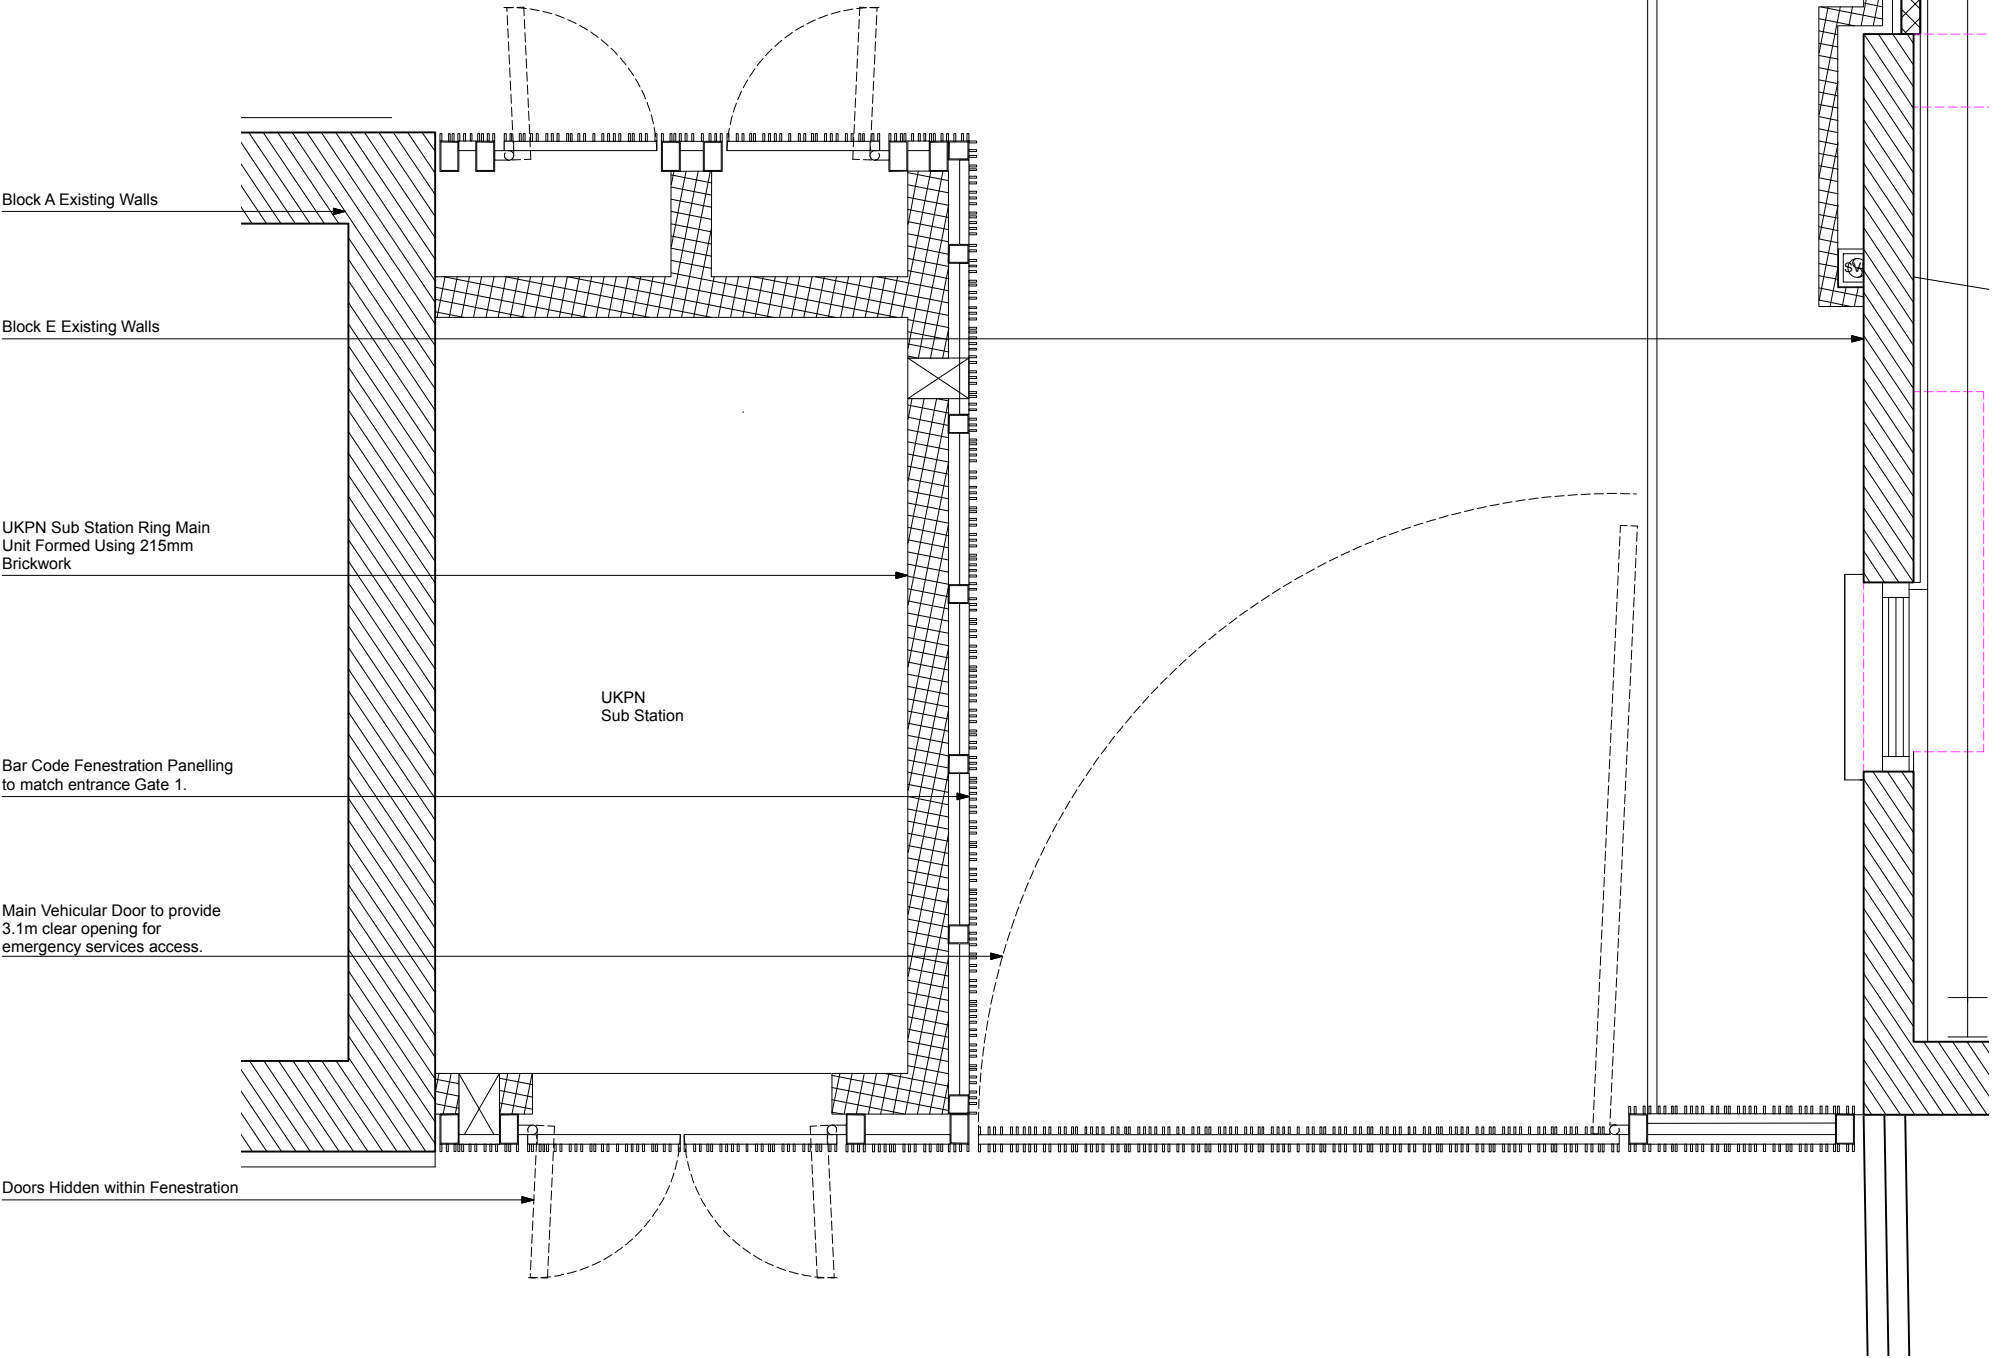 Block A Existing Walls
Block E Existing Walls
UKPN Sub Station Ring Main
Unit Formed Using 215mm
Brickwork
UKPN
Sub Station
Bar Code Fenestration Panelling
to match entrance Gate 1.
Main Vehicular Door to provide
3.1m clear opening for
emergency services access.
Doors Hidden within Fenestration